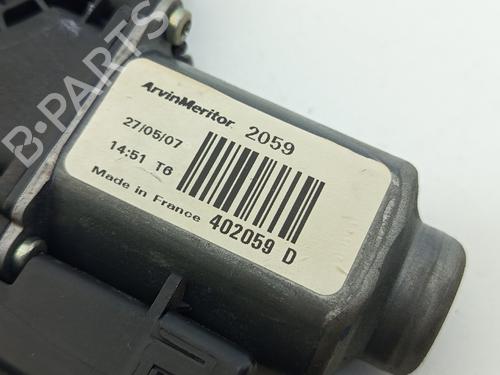 ArvinMeritor 2059
27/05/07
14:51 T6
Made in France 402059 D
B-PARTS